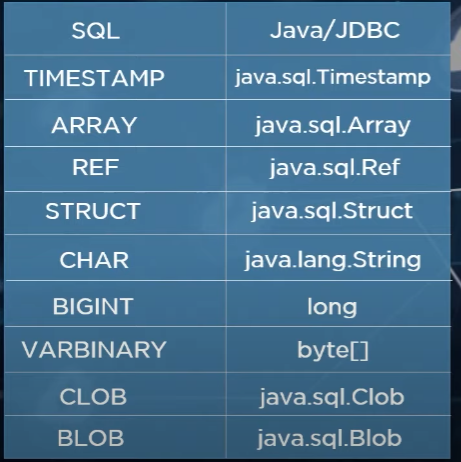 SQL Java/JDBC
TIMESTAMP java.sql.Timestamp
ARRAY java.sql.Array
REF java.sql.Ref
STRUCT java.sql.Struct
CHAR java.lang.String
BIGINT long
VARBINARY byte[]
CLOB java.sql.Clob
BLOB java.sql.Blob